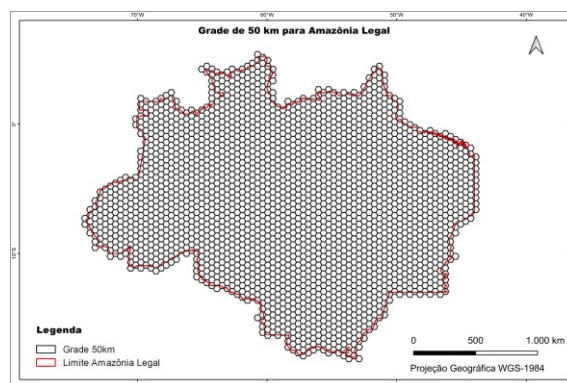 70°W 60°W 50°W 40°W
Grade de 50 km para Amazônia Legal
0°
10°S
Legenda
Grade 50km
Limite Amazônia Legal
0 500 1.000 km
Projeção Geográfica WGS-1984